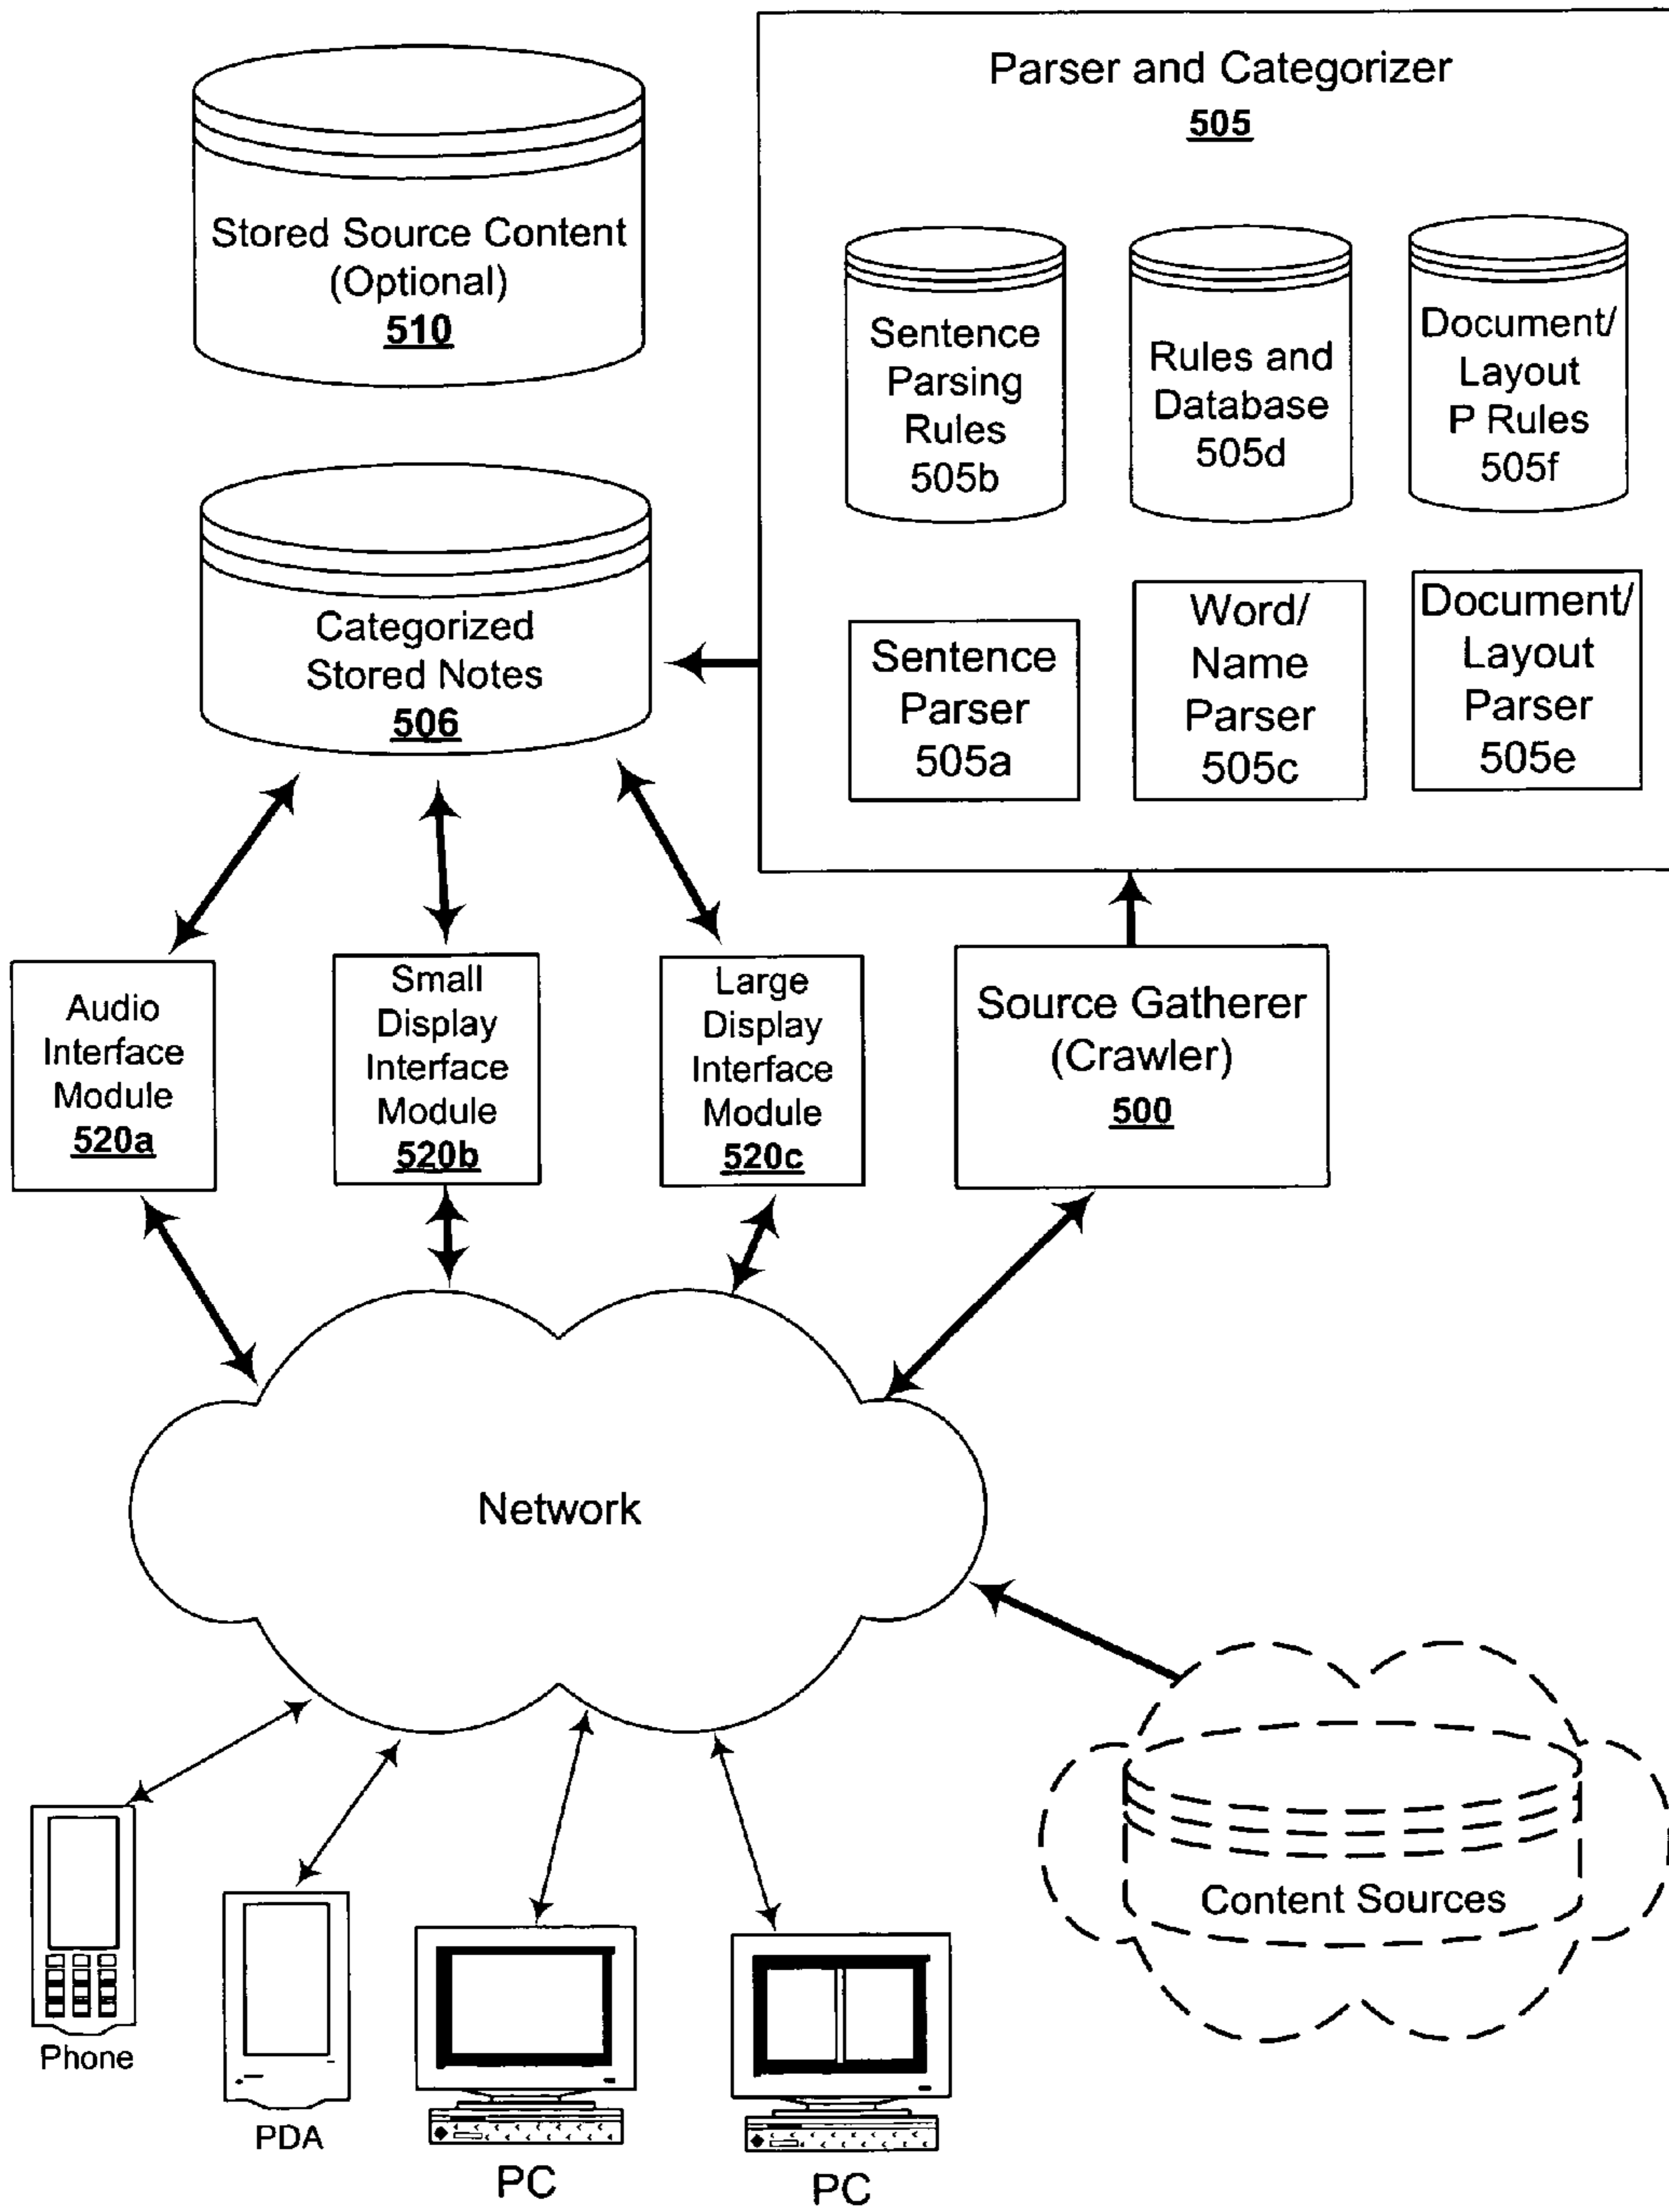 Parser and Categorizer
505
Stored Source Content
(Optional)
510
Sentence
Parsing
Rules
505b
Rules and
Database
505d
Document/
Layout
P Rules
505f
Categorized
Stored Notes
506
Sentence
Parser
505a
Word/
Name
Parser
505c
Document/
Layout
Parser
505e
Audio
Interface
Module
520a
Small
Display
Interface
Module
520b
Large
Display
Interface
Module
520c
Source Gatherer
(Crawler)
500
Network
Content Sources
Phone
PDA
PC
PC